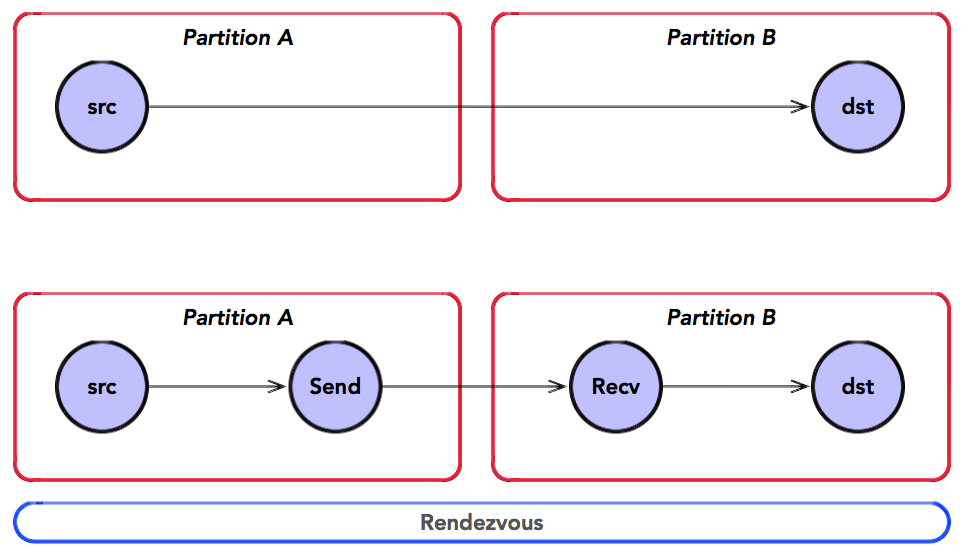 Partition A
Partition B
src
dst
Partition A
Partition B
src
Send
Recv
dst
Rendezvous